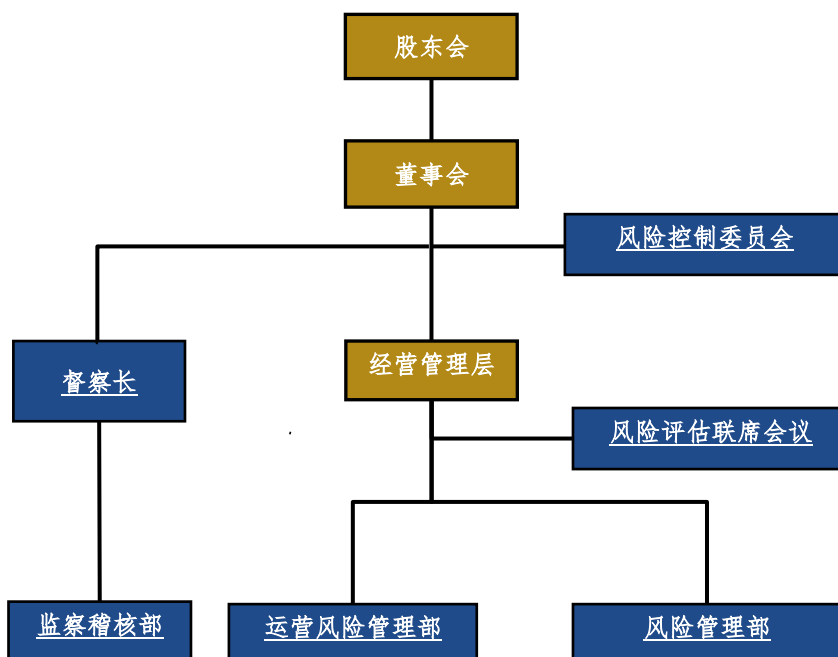 股东会
董事会
风险控制委员会
督察长
经营管理层
风险评估联席会议
监察稽核部
运营风险管理部
风险管理部